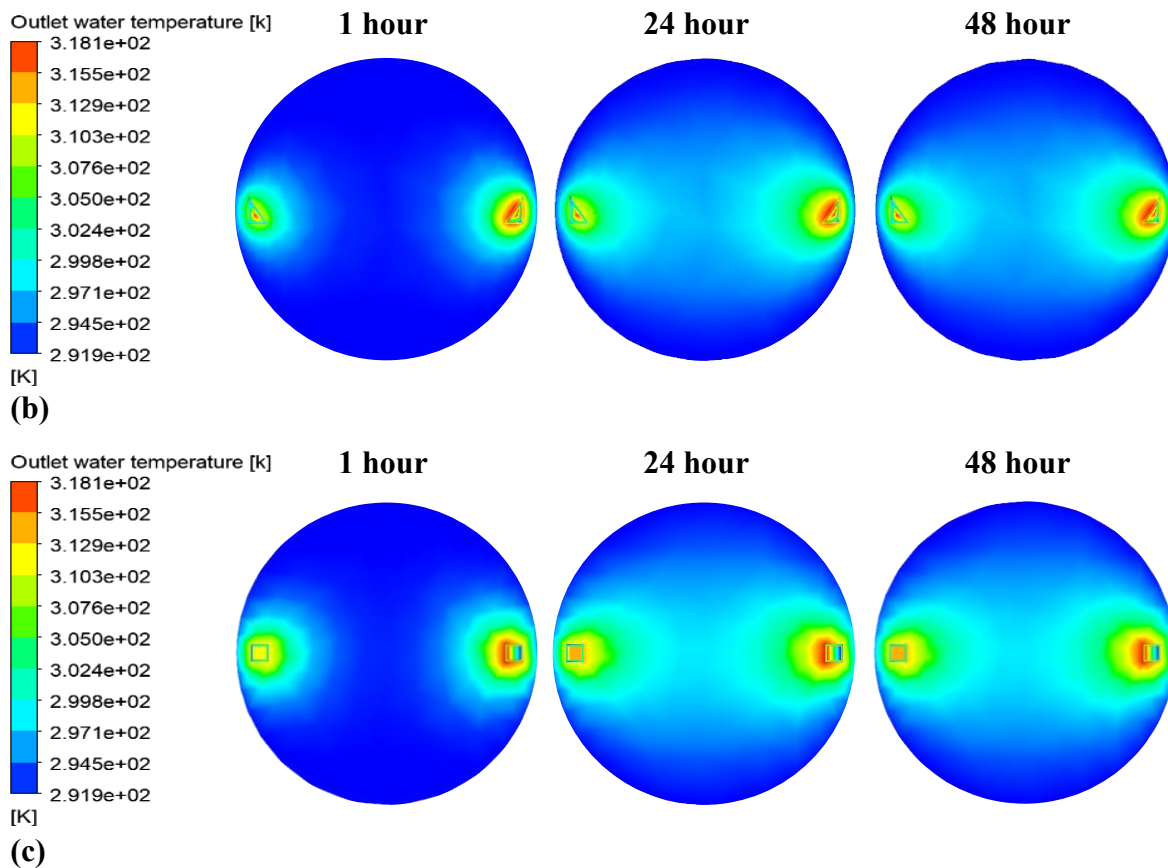 Outlet water temperature [k]
1 hour
24 hour
48 hour
3.181e+02
3.155e+02
3.129e+02
3.103e+02
3.076e+02
3.050e+02
3.024e+02
2.998e+02
2.971e+02
2.945e+02
2.919e+02
[K]
(b)
Outlet water temperature [k]
1 hour
24 hour
48 hour
3.181e+02
3.155e+02
3.129e+02
3.103e+02
3.076e+02
3.050e+02
3.024e+02
2.998e+02
2.971e+02
2.945e+02
2.919e+02
[K]
(c)